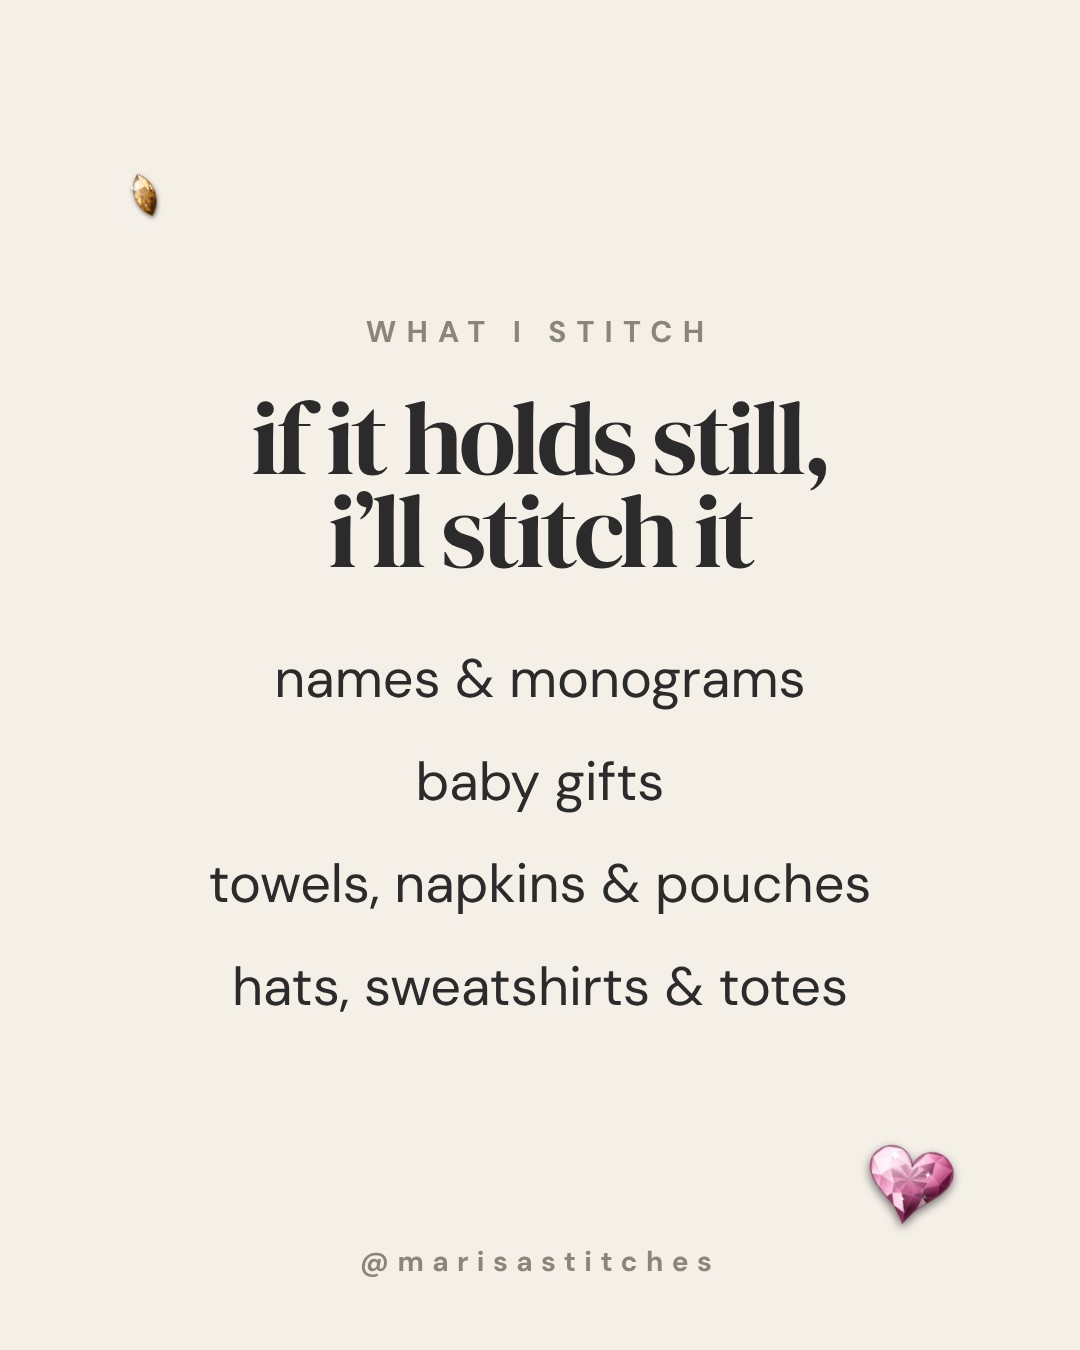 WHAT I STITCH
if it holds still,
i’ll stitch it
names & monograms
baby gifts
towels, napkins & pouches
hats, sweatshirts & totes
@marisastitches